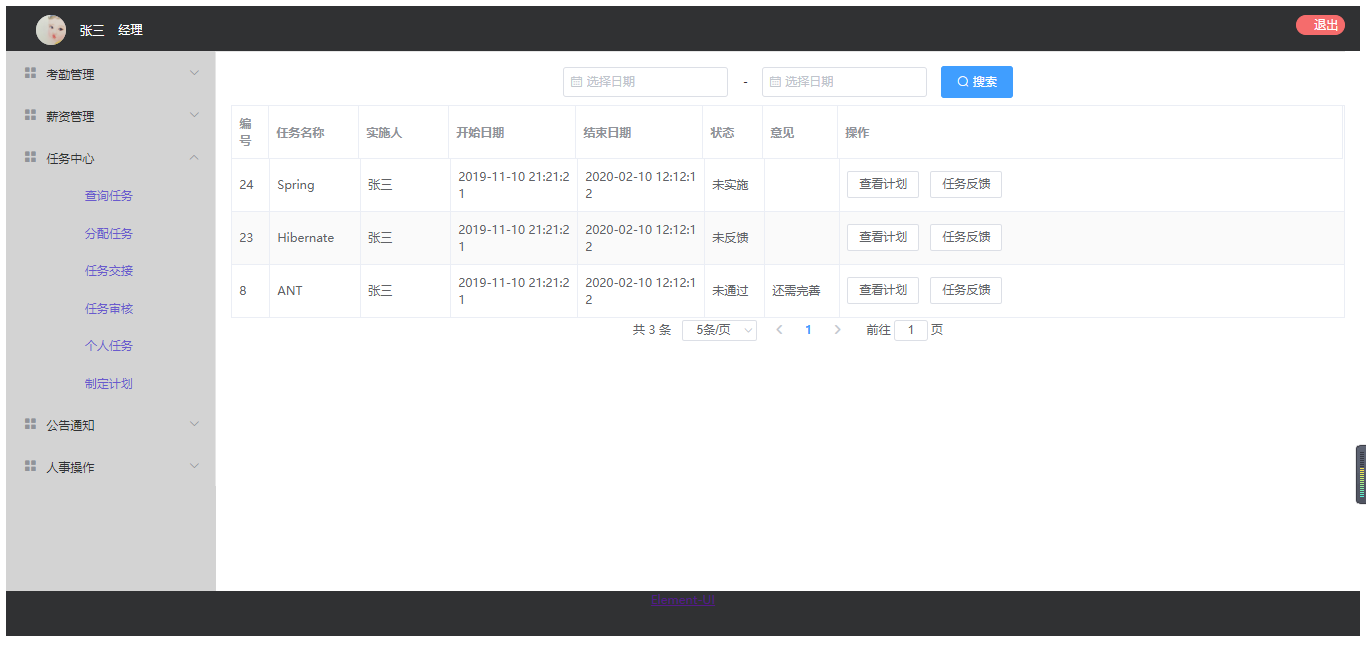 张三 经理
退出
考勤管理
薪资管理
任务中心
查询任务
分配任务
任务交接
任务审核
个人任务
制定计划
公告通知
人事操作
选择日期 - 选择日期 搜索
编号 任务名称 实施人 开始日期 结束日期 状态 意见 操作
24 Spring 张三 2019-11-10 21:21:21 2020-02-10 12:12:12 未实施 查看计划 任务反馈
23 Hibernate 张三 2019-11-10 21:21:21 2020-02-10 12:12:12 未反馈 查看计划 任务反馈
8 ANT 张三 2019-11-10 21:21:21 2020-02-10 12:12:12 未通过 还需完善 查看计划 任务反馈
共 3 条 5条/页 1 前往 1 页
Element-UI